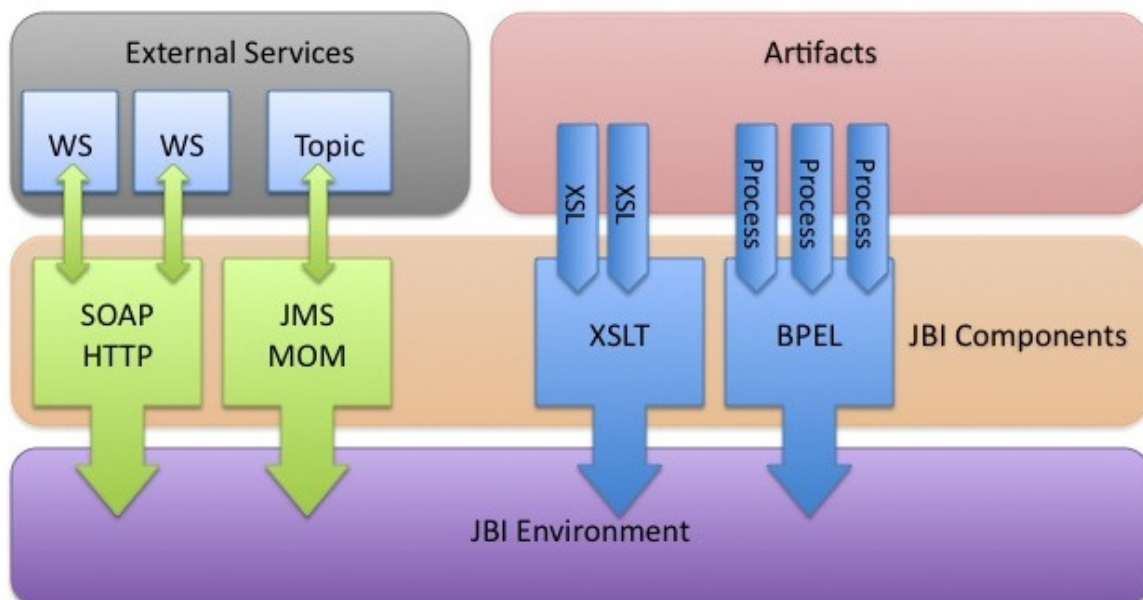 External Services
Artifacts
WS
WS
Topic
XSL
XSL
Process
Process
Process
SOAP
HTTP
JMS
MOM
XSLT
BPEL
JBI Components
JBI Environment